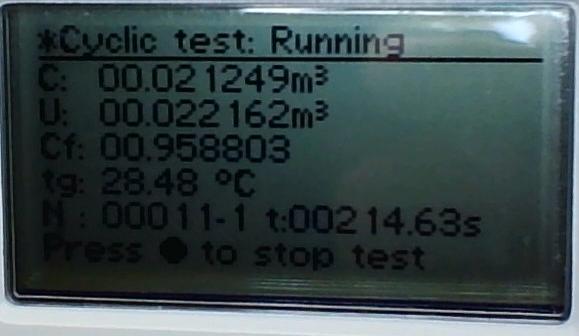 *Cyclic test: Running
C: 00.021249m³
U: 00.022162m³
Cf: 00.958803
tg: 28.48 °C
N : 00011-1 t:00214.63s
Press ● to stop test